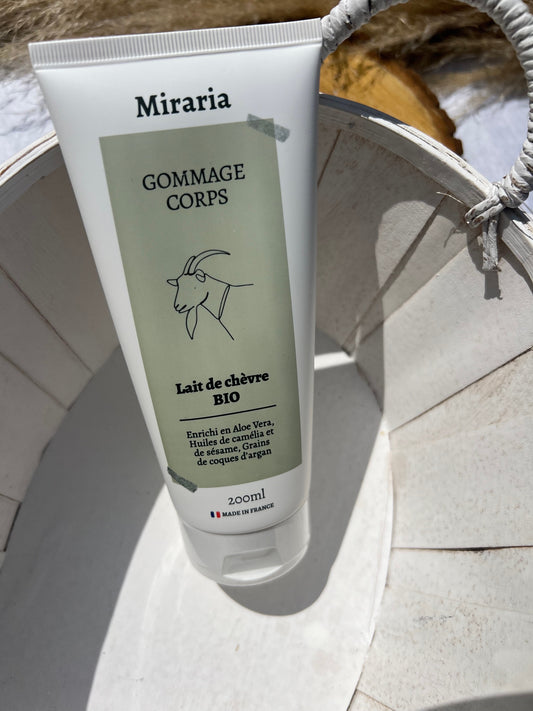 Miraria
GOMMAGE
CORPS
Lait de chèvre
BIO
Enrichi en Aloe Vera,
Huiles de camélia et
de sésame, Grains
de coques d'argan
200ml
MADE IN FRANCE